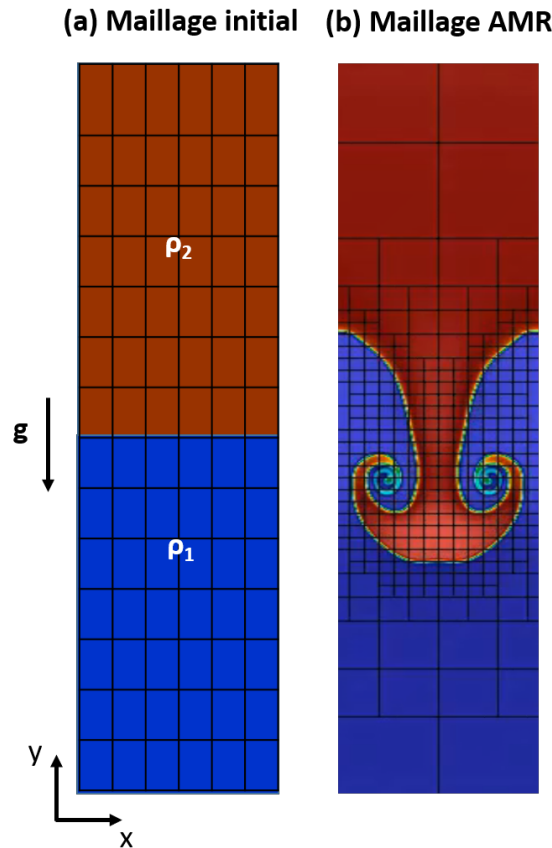 (a) Maillage initial (b) Maillage AMR
ρ₂
g
ρ₁
y
x